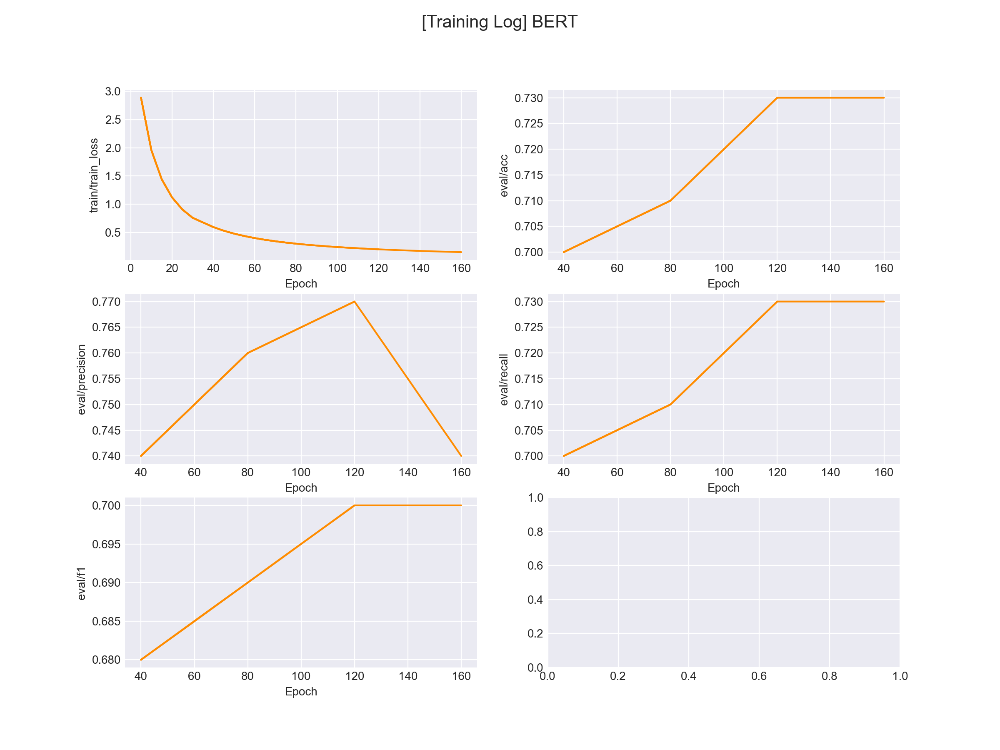 [Training Log] BERT
train/train_loss
3.0
2.5
2.0
1.5
1.0
0.5
0 20 40 60 80 100 120 140 160
Epoch
eval/acc
0.730
0.725
0.720
0.715
0.710
0.705
0.700
40 60 80 100 120 140 160
Epoch
eval/precision
0.770
0.765
0.760
0.755
0.750
0.745
0.740
40 60 80 100 120 140 160
Epoch
eval/recall
0.730
0.725
0.720
0.715
0.710
0.705
0.700
40 60 80 100 120 140 160
Epoch
eval/f1
0.700
0.695
0.690
0.685
0.680
40 60 80 100 120 140 160
Epoch
1.0
0.8
0.6
0.4
0.2
0.0
0.0 0.2 0.4 0.6 0.8 1.0